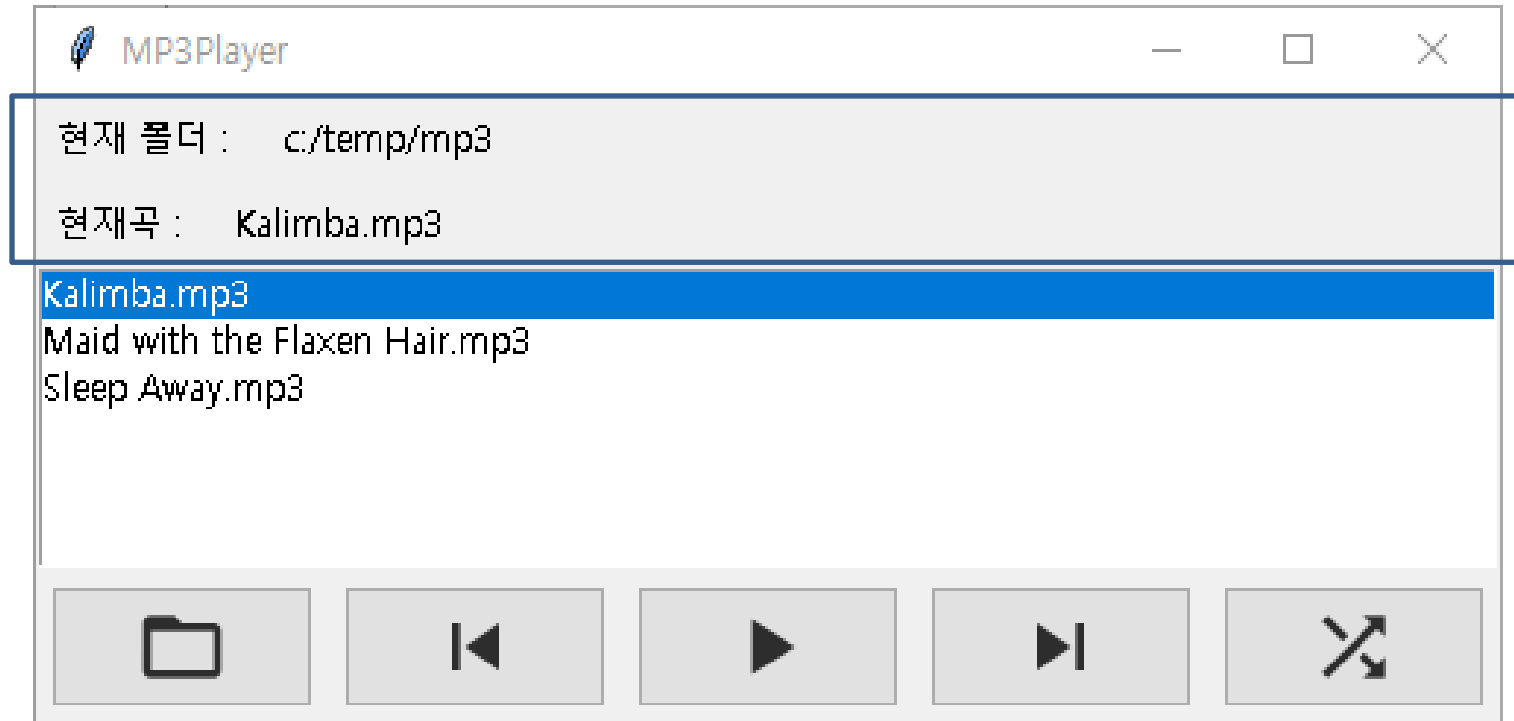 MP3Player
현재 폴더 : c:/temp/mp3
현재곡 : Kalimba.mp3
Kalimba.mp3
Maid with the Flaxen Hair.mp3
Sleep Away.mp3